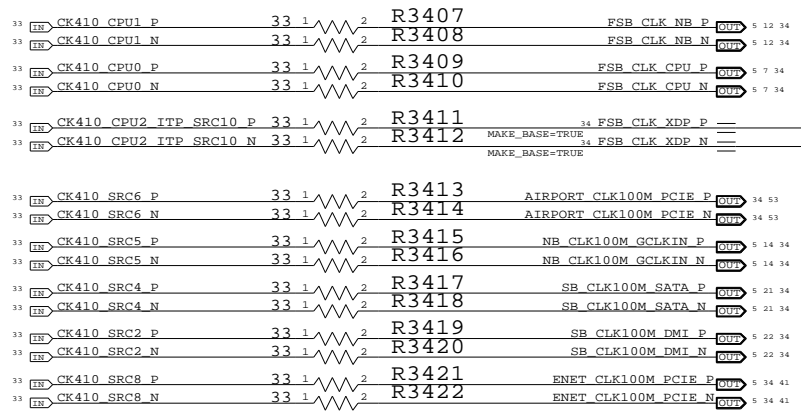 33 IN CK410_CPU1_P 33 1 2 R3407 FSB_CLK_NB_P OUT 5 12 34
33 IN CK410_CPU1_N 33 1 2 R3408 FSB_CLK_NB_N OUT 5 12 34
33 IN CK410_CPU0_P 33 1 2 R3409 FSB_CLK_CPU_P OUT 5 7 34
33 IN CK410_CPU0_N 33 1 2 R3410 FSB_CLK_CPU_N OUT 5 7 34
33 IN CK410_CPU2_ITP_SRC10_P 33 1 2 R3411 34 FSB_CLK_XDP_P
MAKE_BASE=TRUE
33 IN CK410_CPU2_ITP_SRC10_N 33 1 2 R3412 34 FSB_CLK_XDP_N
MAKE_BASE=TRUE
33 IN CK410_SRC6_P 33 1 2 R3413 AIRPORT_CLK100M_PCIE_P OUT 34 53
33 IN CK410_SRC6_N 33 1 2 R3414 AIRPORT_CLK100M_PCIE_N OUT 34 53
33 IN CK410_SRC5_P 33 1 2 R3415 NB_CLK100M_GCLKIN_P OUT 5 14 34
33 IN CK410_SRC5_N 33 1 2 R3416 NB_CLK100M_GCLKIN_N OUT 5 14 34
33 IN CK410_SRC4_P 33 1 2 R3417 SB_CLK100M_SATA_P OUT 5 21 34
33 IN CK410_SRC4_N 33 1 2 R3418 SB_CLK100M_SATA_N OUT 5 21 34
33 IN CK410_SRC2_P 33 1 2 R3419 SB_CLK100M_DMI_P OUT 5 22 34
33 IN CK410_SRC2_N 33 1 2 R3420 SB_CLK100M_DMI_N OUT 5 22 34
33 IN CK410_SRC8_P 33 1 2 R3421 ENET_CLK100M_PCIE_P OUT 5 34 41
33 IN CK410_SRC8_N 33 1 2 R3422 ENET_CLK100M_PCIE_N OUT 5 34 41